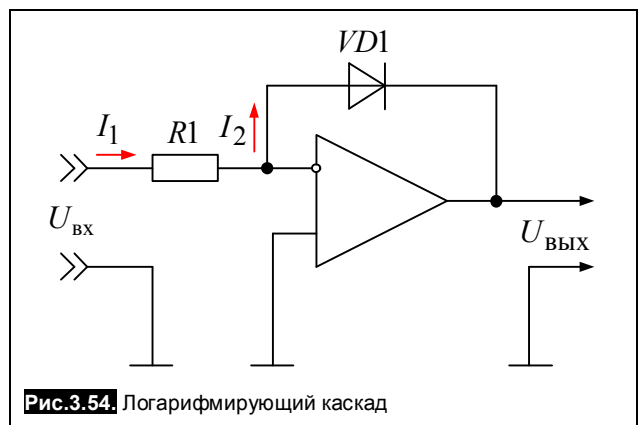 VD1
I1
R1
I2
Uвх
Uвых
Рис.3.54. Логарифмирующий каскад